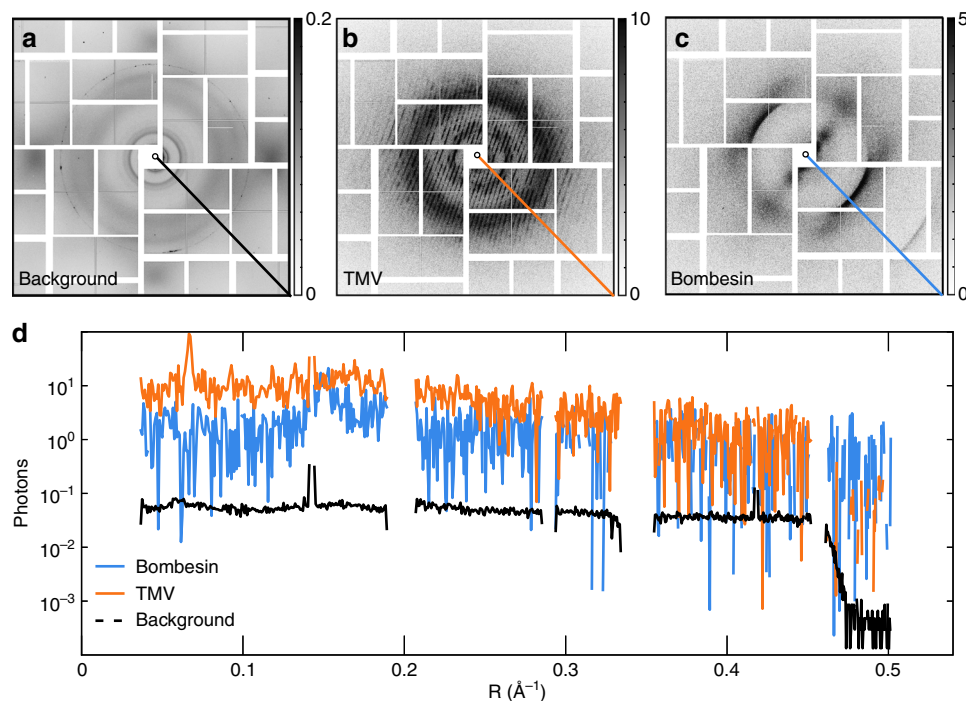 a
0.2
0
Background
b
10
0
TMV
c
5
0
Bombesin
d
Photons
10¹
10⁰
10⁻¹
10⁻²
10⁻³
Bombesin
TMV
Background
0 0.1 0.2 0.3 0.4 0.5
R (Å⁻¹)